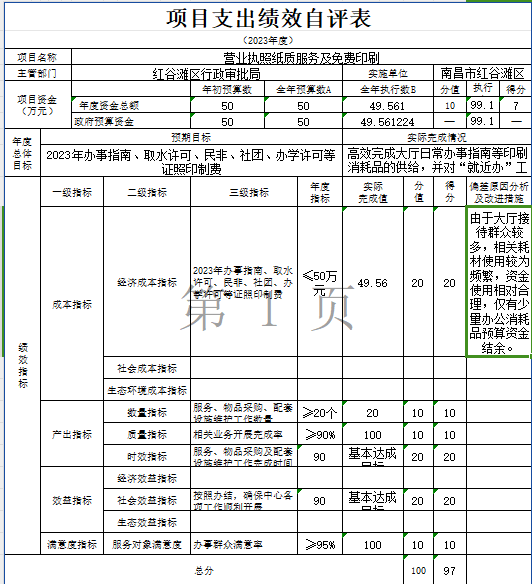 项目支出绩效自评表
(2023年度)
项目名称 营业执照纸质服务及免费印刷
主管部门 红谷滩区行政审批局 实施单位 南昌市红谷滩区
项目资金（万元） 年初预算数 全年预算数A 全年执行数B 分值 执行 得分
年度资金总额 50 50 49.561 10 99.1 7
政府预算资金 50 50 49.561224 — 99.1 —
年度总体目标 预期目标 实际完成情况
2023年办事指南、取水许可、民非、社团、办学许可等证照印制费
高效完成大厅日常办事指南等印刷消耗品的供给，并对“就近办”工
绩效指标
一级指标 二级指标 三级指标 年度指标 实际完成值 分值 得分 偏差原因分析及改进措施
成本指标 经济成本指标 2023年办事指南、取水许可、民非、社团、办学许可等证照印制费 ≤50万元 49.56 20 20 由于大厅接待群众较多，相关耗材使用较为频繁，资金使用相对合理，仅有少量办公消耗品预算资金结余。
社会成本指标
生态环境成本指标
产出指标 数量指标 服务、物品采购、配套设施维护工作数量 ≥20个 20 10 10
质量指标 相关业务开展完成率 ≥90% 100 10 10
时效指标 服务、物品采购及配套设施维护工作完成时间 90 基本达成目标 20 20
效益指标 经济效益指标
社会效益指标 按照办结，确保中心各项工作顺利开展 90 基本达成目标 20 20
生态效益指标
满意度指标 服务对象满意度 办事群众满意率 ≥95% 100 10 10
总分 100 97
第 1 页